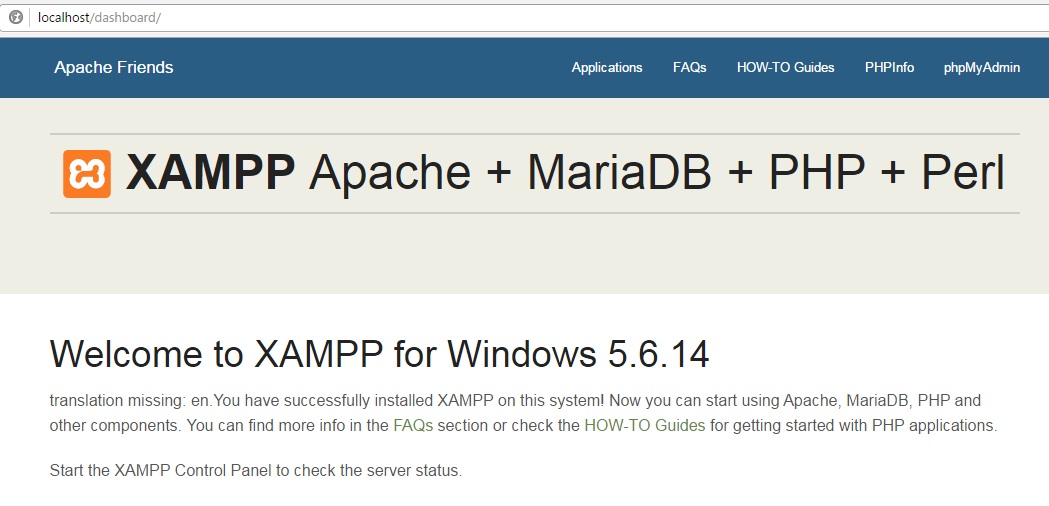 localhost/dashboard/
Apache Friends
Applications
FAQs
HOW-TO Guides
PHPInfo
phpMyAdmin
XAMPP Apache + MariaDB + PHP + Perl
Welcome to XAMPP for Windows 5.6.14
translation missing: en.You have successfully installed XAMPP on this system! Now you can start using Apache, MariaDB, PHP and
other components. You can find more info in the FAQs section or check the HOW-TO Guides for getting started with PHP applications.
Start the XAMPP Control Panel to check the server status.